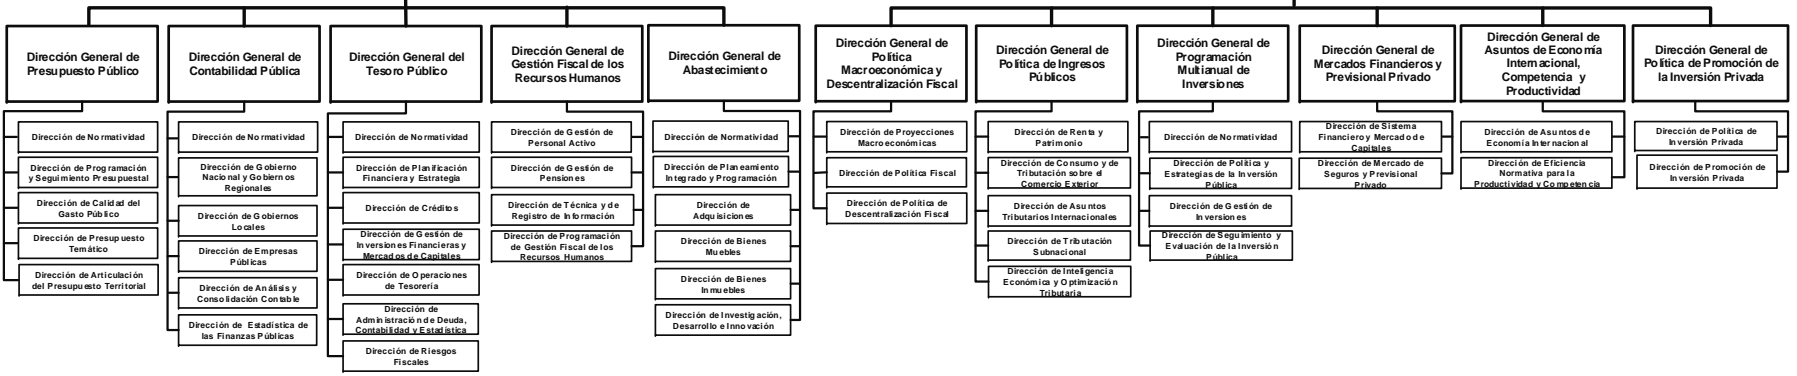 Dirección General de
Presupuesto Público
Dirección de Normatividad
Dirección de Programación
y Seguimiento Presupuestal
Dirección de Calidad del
Gasto Público
Dirección de Presupuesto
Temático
Dirección de Articulación
del Presupuesto Territorial
Dirección General de
Contabilidad Pública
Dirección de Normatividad
Dirección de Gobierno
Nacional y Gobiernos
Regionales
Dirección de Gobiernos
Locales
Dirección de Empresas
Públicas
Dirección de Análisis y
Consolidación Contable
Dirección de Estadística de
las Finanzas Públicas
Dirección General del
Tesoro Público
Dirección de Normatividad
Dirección de Planificación
Financiera y Estrategia
Dirección de Créditos
Dirección de Gestión de
Inversiones Financieras y
Mercados de Capitales
Dirección de Operaciones
de Tesorería
Dirección de
Administración de Deuda,
Contabilidad y Estadística
Dirección de Riesgos
Fiscales
Dirección General de
Gestión Fiscal de los
Recursos Humanos
Dirección de Gestión de
Personal Activo
Dirección de Gestión de
Pensiones
Dirección de Técnica y de
Registro de Información
Dirección de Programación
de Gestión Fiscal de los
Recursos Humanos
Dirección General de
Abastecimiento
Dirección de Normatividad
Dirección de Planeamiento
Integrado y Programación
Dirección de
Adquisiciones
Dirección de Bienes
Muebles
Dirección de Bienes
Inmuebles
Dirección de Investigación,
Desarrollo e Innovación
Dirección General de
Política
Macroeconómica y
Descentralización Fiscal
Dirección de Proyecciones
Macroeconómicas
Dirección de Política Fiscal
Dirección de Política de
Descentralización Fiscal
Dirección General de
Política de Ingresos
Públicos
Dirección de Renta y
Patrimonio
Dirección de Consumo y de
Tributación sobre el
Comercio Exterior
Dirección de Asuntos
Tributarios Internacionales
Dirección de Tributación
Subnacional
Dirección de Inteligencia
Económica y Optimización
Tributaria
Dirección General de
Programación
Multianual de
Inversiones
Dirección de Normatividad
Dirección de Política y
Estrategias de la Inversión
Pública
Dirección de Gestión de
Inversiones
Dirección de Seguimiento y
Evaluación de la Inversión
Pública
Dirección General de
Mercados Financieros y
Previsional Privado
Dirección de Sistema
Financiero y Mercado de
Capitales
Dirección de Mercado de
Seguros y Previsional
Privado
Dirección General de
Asuntos de Economía
Internacional,
Competencia y
Productividad
Dirección de Asuntos de
Economía Internacional
Dirección de Eficiencia
Normativa para la
Productividad y Competencia
Dirección General de
Política de Promoción de
la Inversión Privada
Dirección de Política de
Inversión Privada
Dirección de Promoción de
Inversión Privada